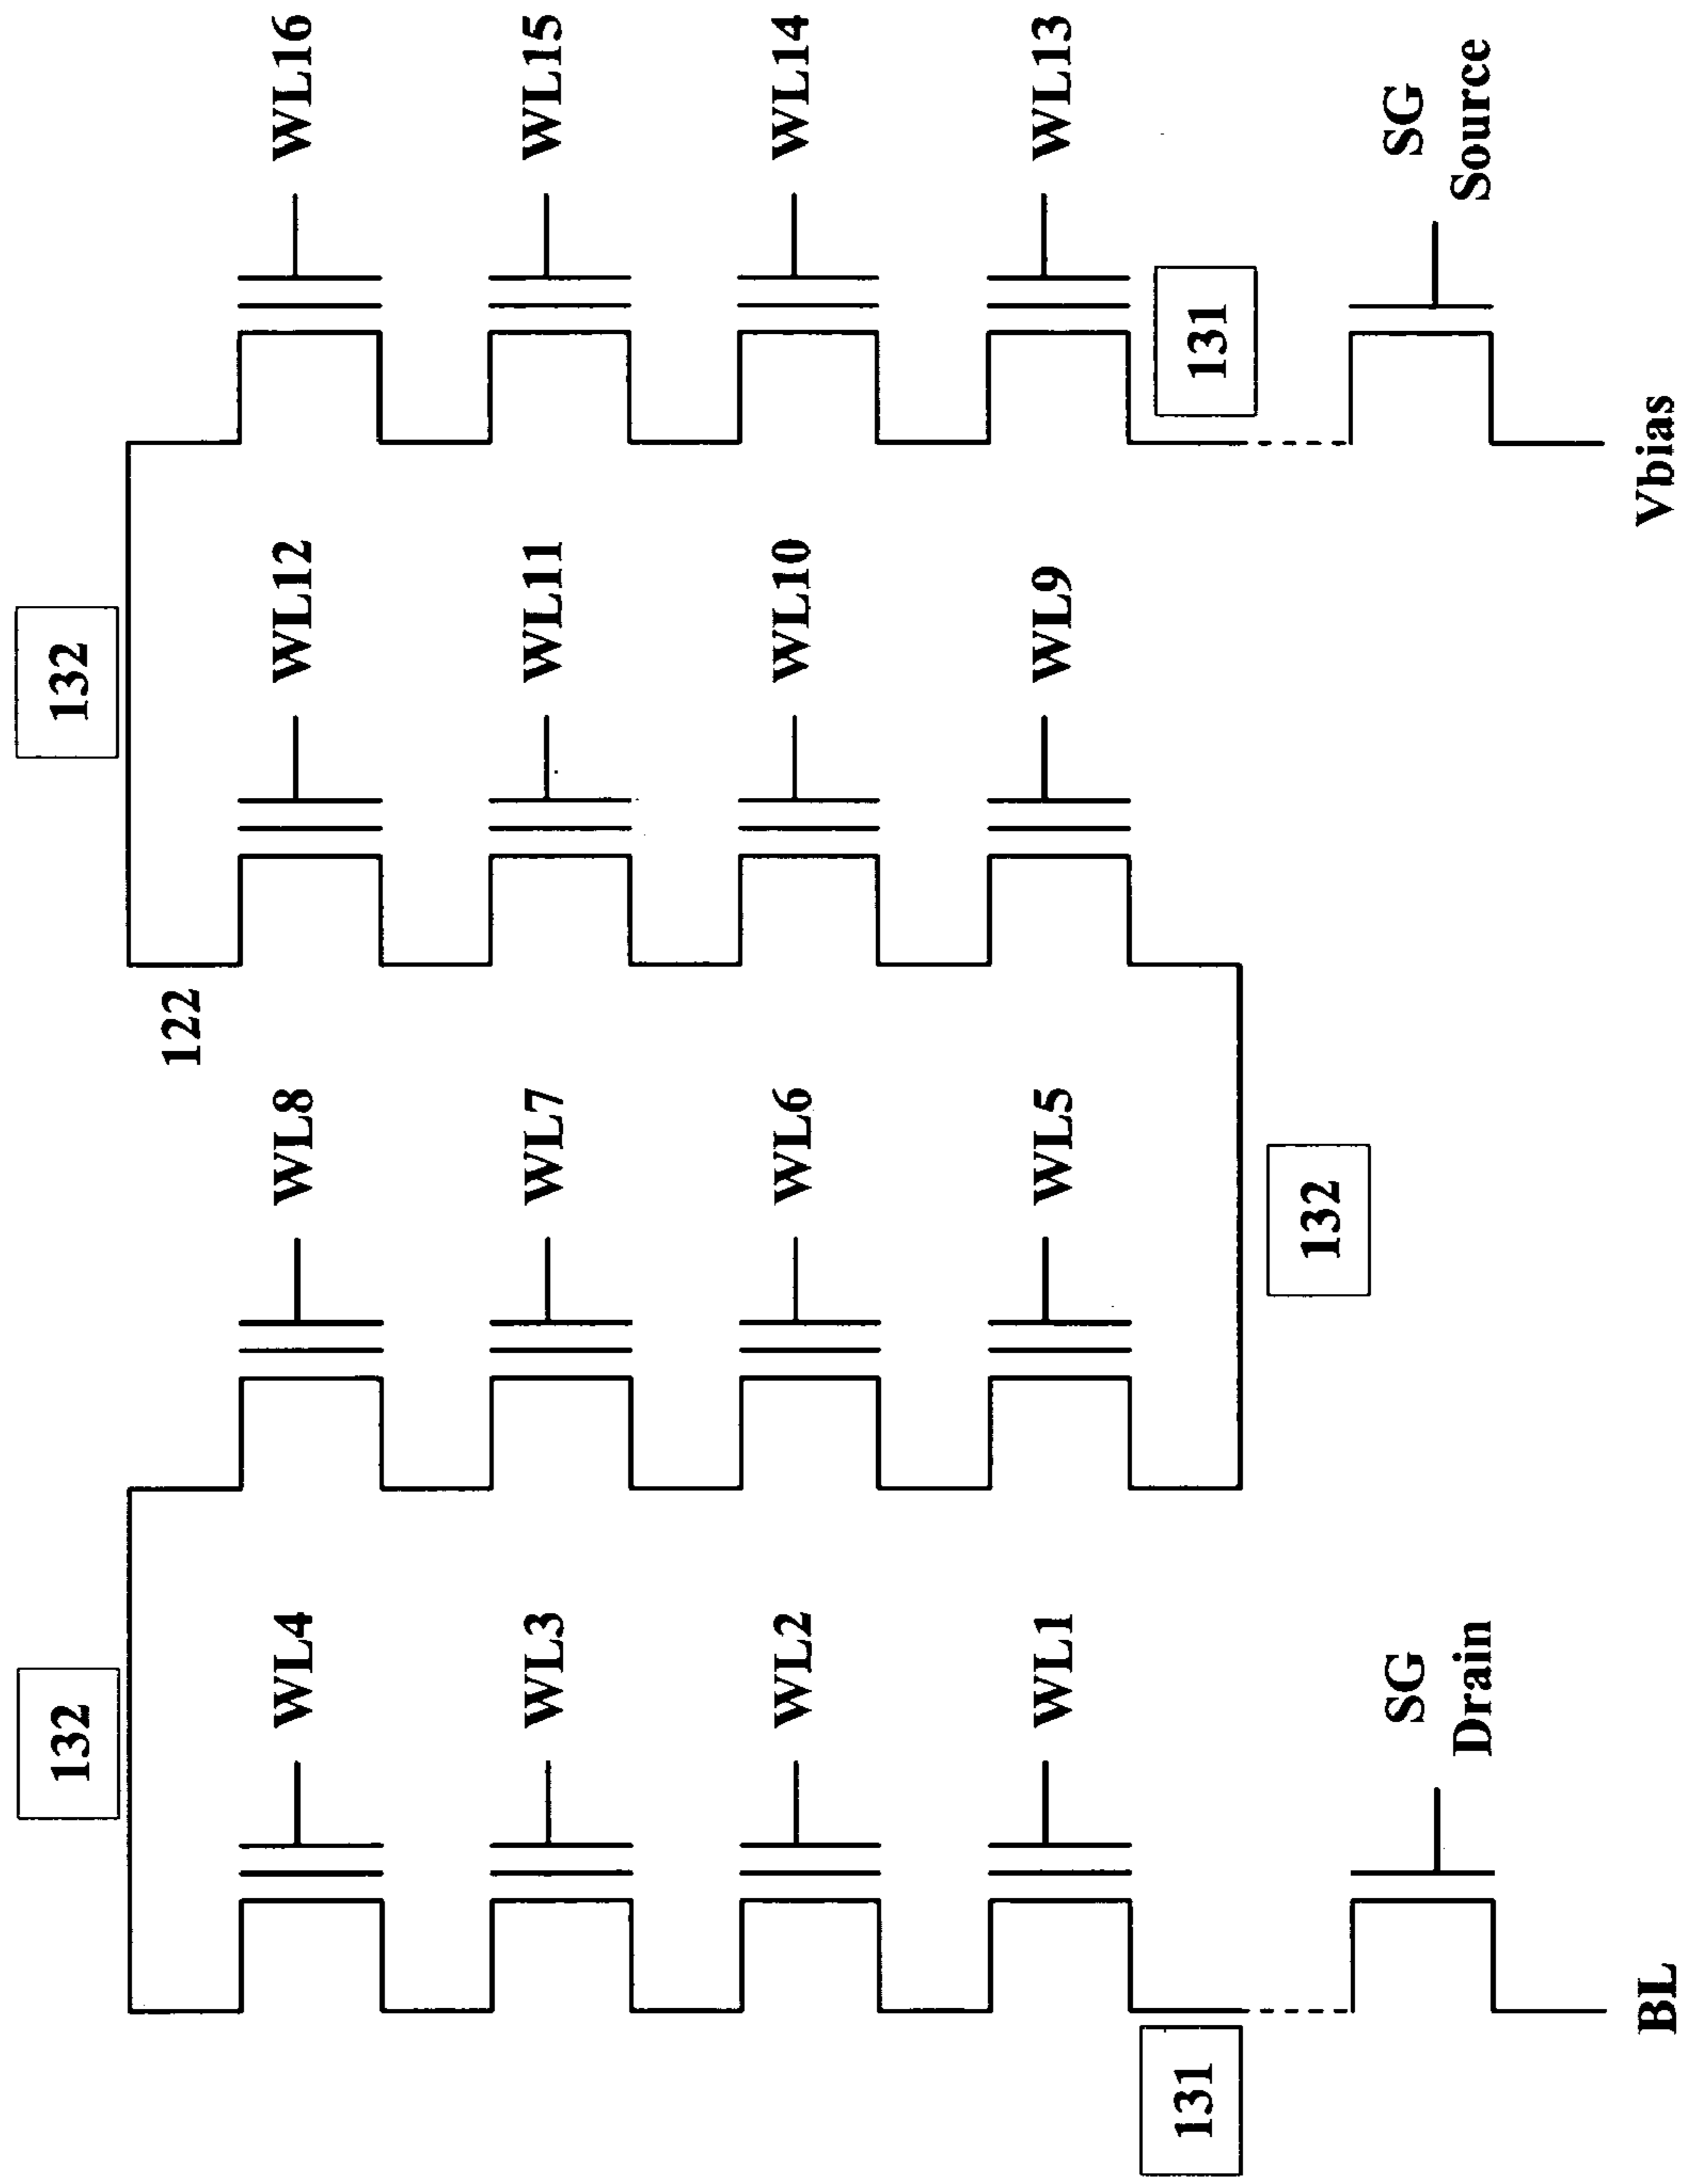 132 132
122
WL4 WL8 WL12 WL16
WL3 WL7 WL11 WL15
WL2 WL6 WL10 WL14
WL1 WL5 WL9 WL13
131 131
132
SG SG
Drain Source
BL Vbias